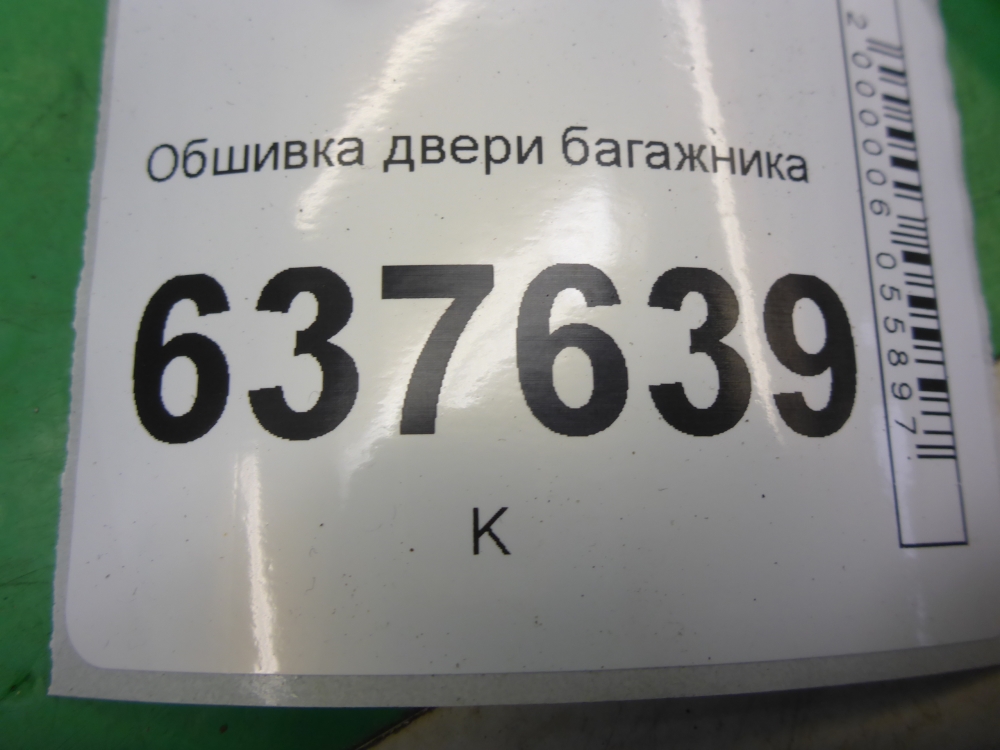 Обшивка двери багажника
637639
К
2000006055897